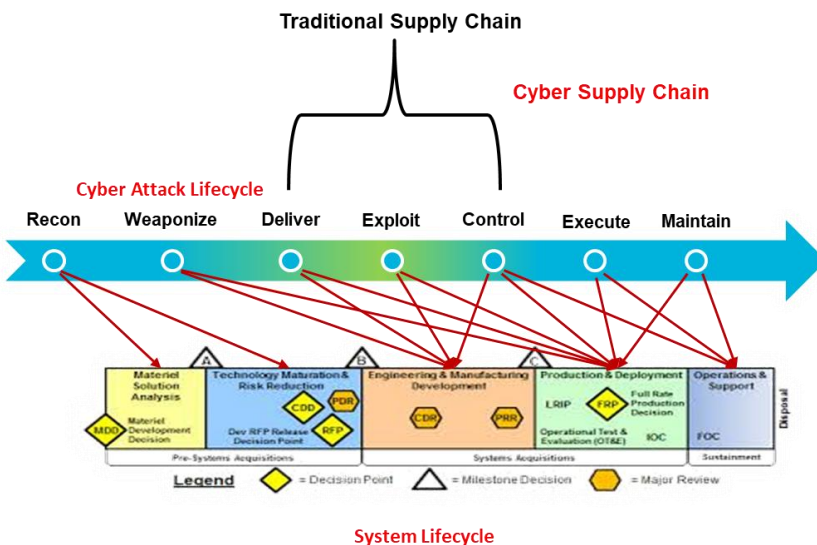 Traditional Supply Chain
Cyber Supply Chain
Cyber Attack Lifecycle
Recon Weaponize Deliver Exploit Control Execute Maintain
A B C
Materiel Solution Analysis
MDD
Materiel Development Decision
Technology Maturation & Risk Reduction
CDD
PDR
Dev RFP Release Decision Point
RFP
Engineering & Manufacturing Development
CDR
PRR
Production & Deployment
LRIP
FRP
Full Rate Production Decision
Operational Test & Evaluation (OT&E)
IOC
Operations & Support
FOC
Disposal
Pre-Systems Acquisitions
Systems Acquisitions
Sustainment
Legend = Decision Point = Milestone Decision = Major Review
System Lifecycle